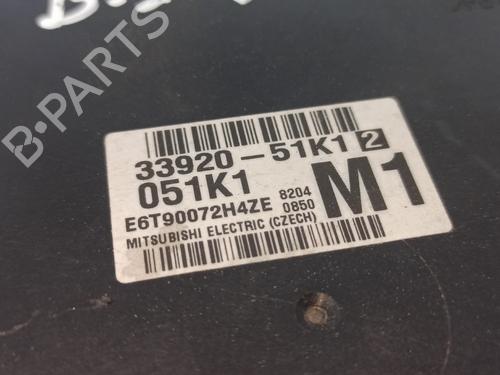 B-PARTS
33920-51K1 2
051K1
E6T90072H4ZE 8204
0850
M1
MITSUBISHI ELECTRIC (CZECH)